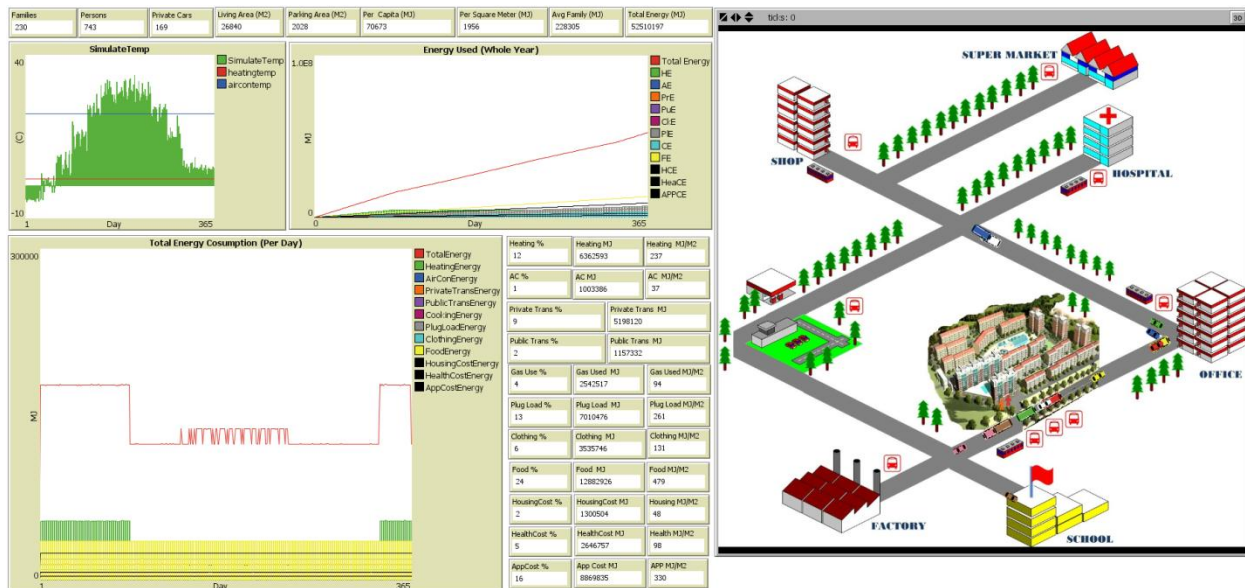 Families Persons Private Cars Living Area (M2) Parking Area (M2) Per Capita (MJ) Per Square Meter (MJ) Avg Family (MJ) Total Energy (MJ)
230 743 169 26840 2028 70673 1956 228305 52510197
SimulateTemp
40
(C)
-10
1 Day 365
SimulateTemp
heatingtemp
aircontemp
Energy Used (Whole Year)
1.0E8
MJ
0
0 Day 365
Total Energy
HE
AE
PrE
PuE
CkE
PlE
CE
FE
HCE
HeaCE
APPCE
Total Energy Cosumption (Per Day)
300000
MJ
0
1 Day 365
TotalEnergy
HeatingEnergy
AirConEnergy
PrivateTransEnergy
PublicTransEnergy
CookingEnergy
PlugLoadEnergy
ClothingEnergy
FoodEnergy
HousingCostEnergy
HealthCostEnergy
AppCostEnergy
Heating % Heating MJ Heating MJ/M2
12 6362593 237
AC % AC MJ AC MJ/M2
1 1003386 37
Private Trans % Private Trans MJ
9 5198120
Public Trans % Public Trans MJ
2 1157332
Gas Use % Gas Used MJ Gas Used MJ/M2
4 2542517 94
Plug Load % Plug Load MJ Plug Load MJ/M2
13 7010476 261
Clothing % Clothing MJ Clothing MJ/M2
6 3535746 131
Food % Food MJ Food MJ/M2
24 12882926 479
HousingCost % HousingCost MJ Housing MJ/M2
2 1300504 48
HealthCost % HealthCost MJ Health MJ/M2
5 2646757 98
AppCost % App Cost MJ APP MJ/M2
16 8869835 330
ticks: 0
3D
SUPER MARKET
SHOP
HOSPITAL
OFFICE
FACTORY
SCHOOL